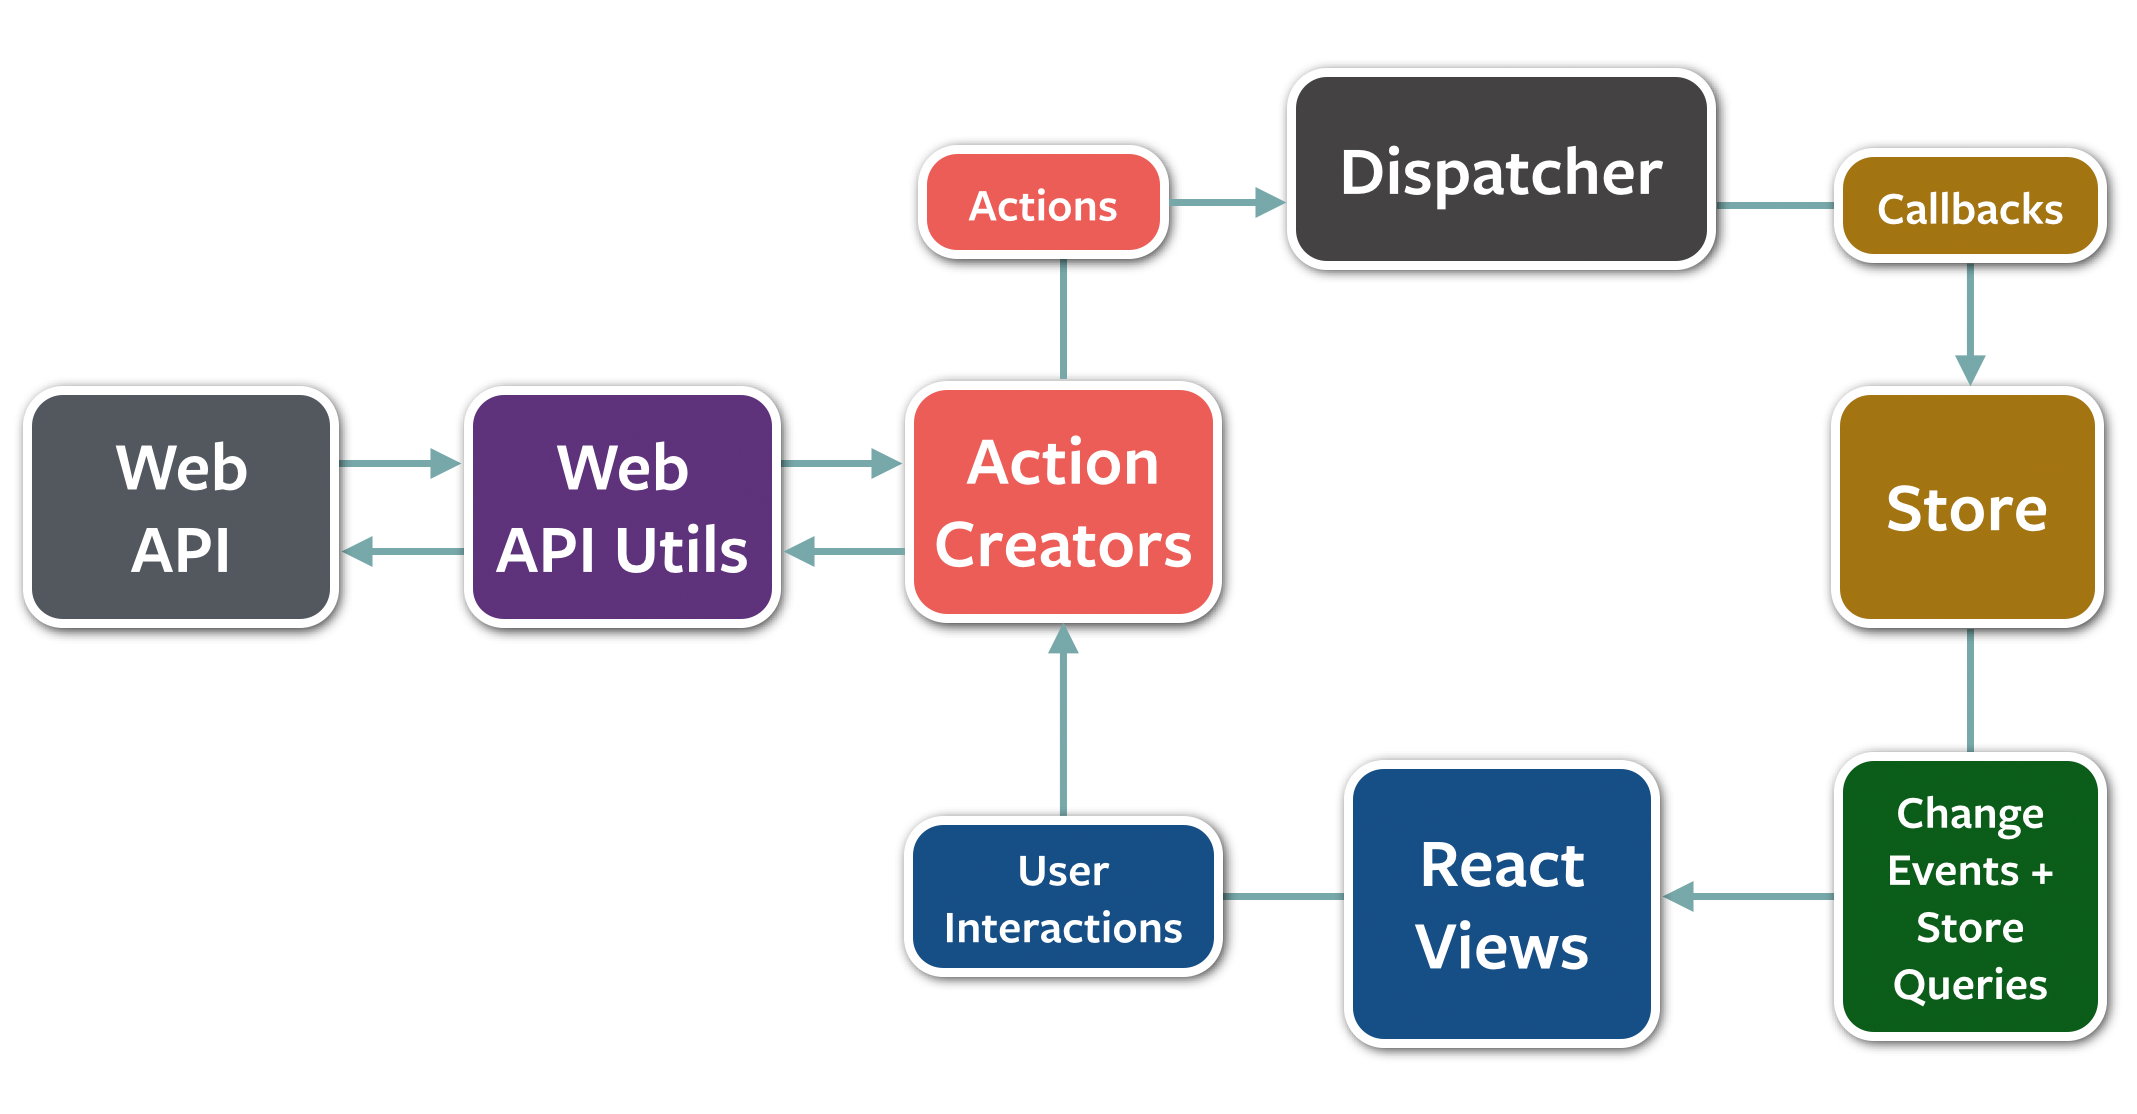 Dispatcher
Actions
Callbacks
Web
API
Web
API Utils
Action
Creators
Store
User
Interactions
React
Views
Change
Events +
Store
Queries